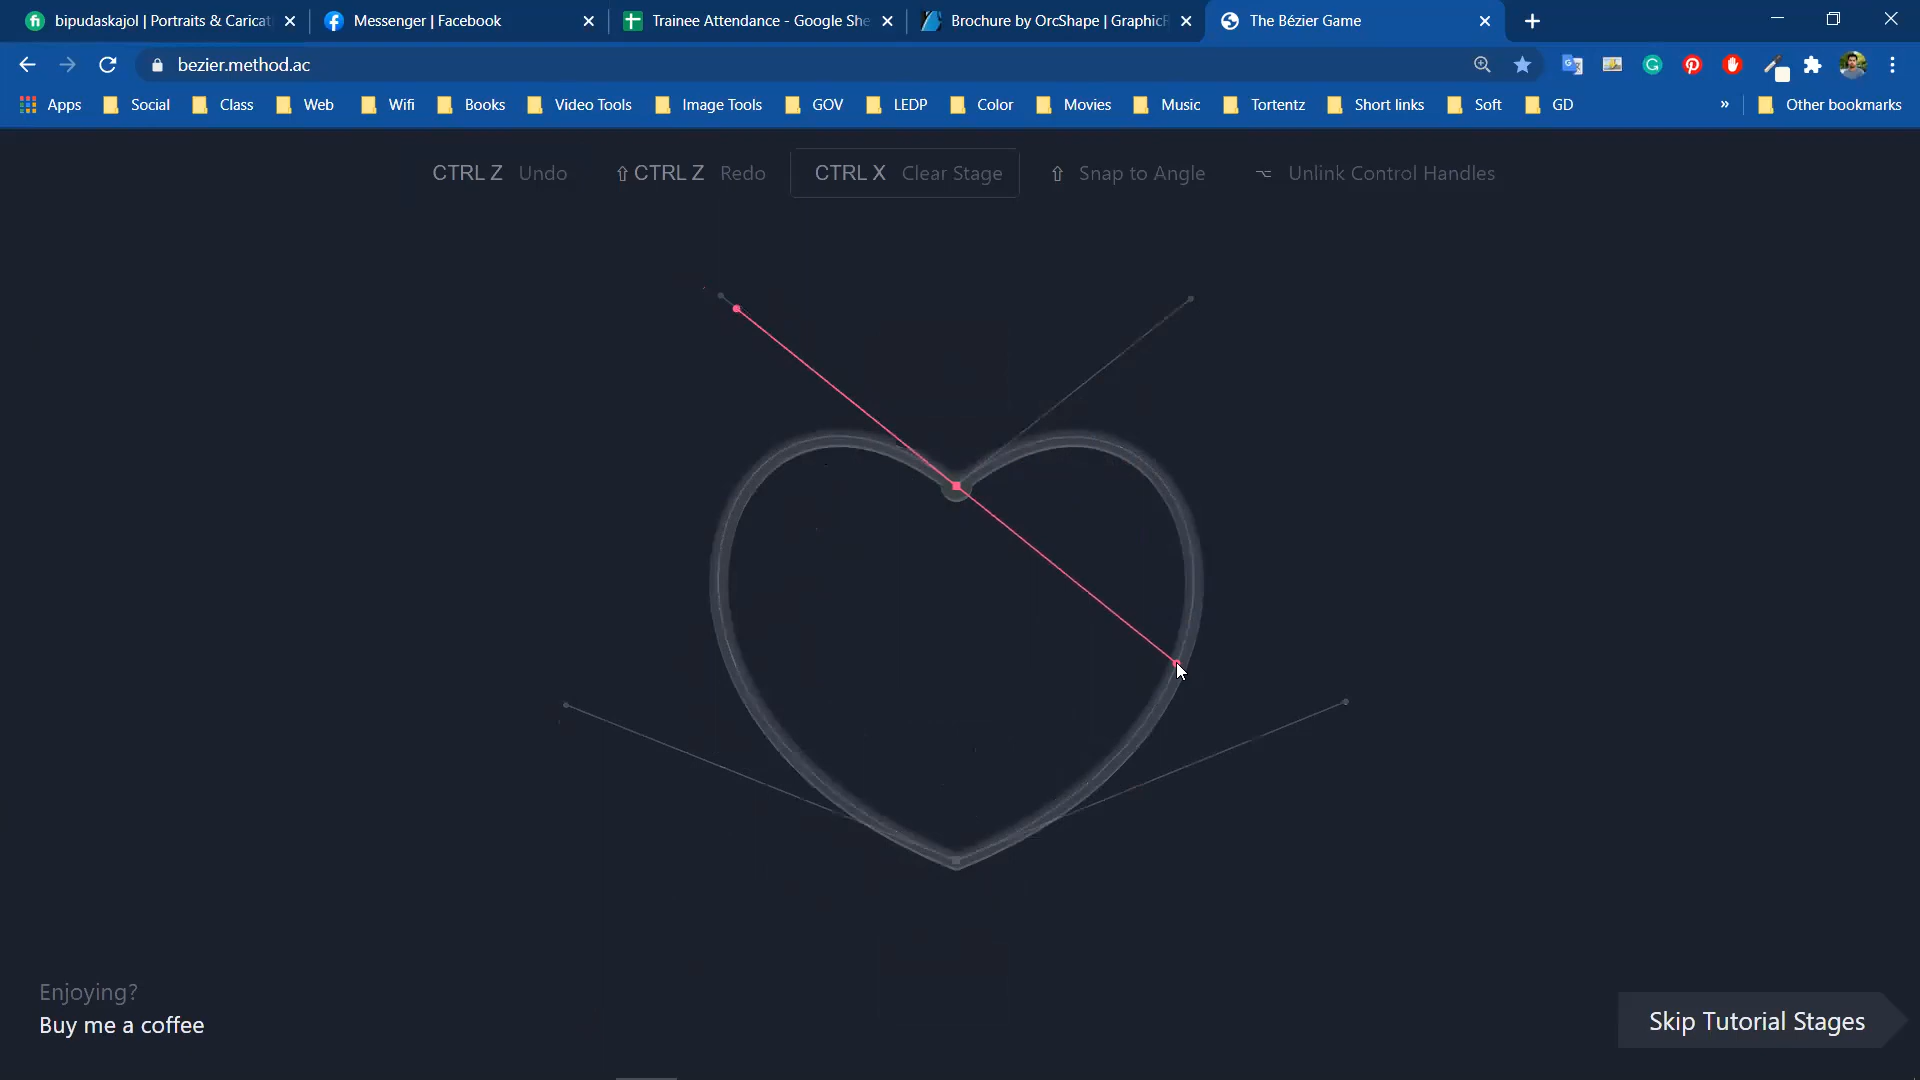 bipudaskajol | Portraits & Caricat
Messenger | Facebook
Trainee Attendance - Google She
Brochure by OrcShape | GraphicR
The Bézier Game
bezier.method.ac
Apps Social Class Web Wifi Books Video Tools Image Tools GOV LEDP Color Movies Music Tortentz Short links Soft GD » Other bookmarks
CTRL Z Undo ⇧ CTRL Z Redo CTRL X Clear Stage ⇧ Snap to Angle ⌥ Unlink Control Handles
Enjoying?
Buy me a coffee
Skip Tutorial Stages